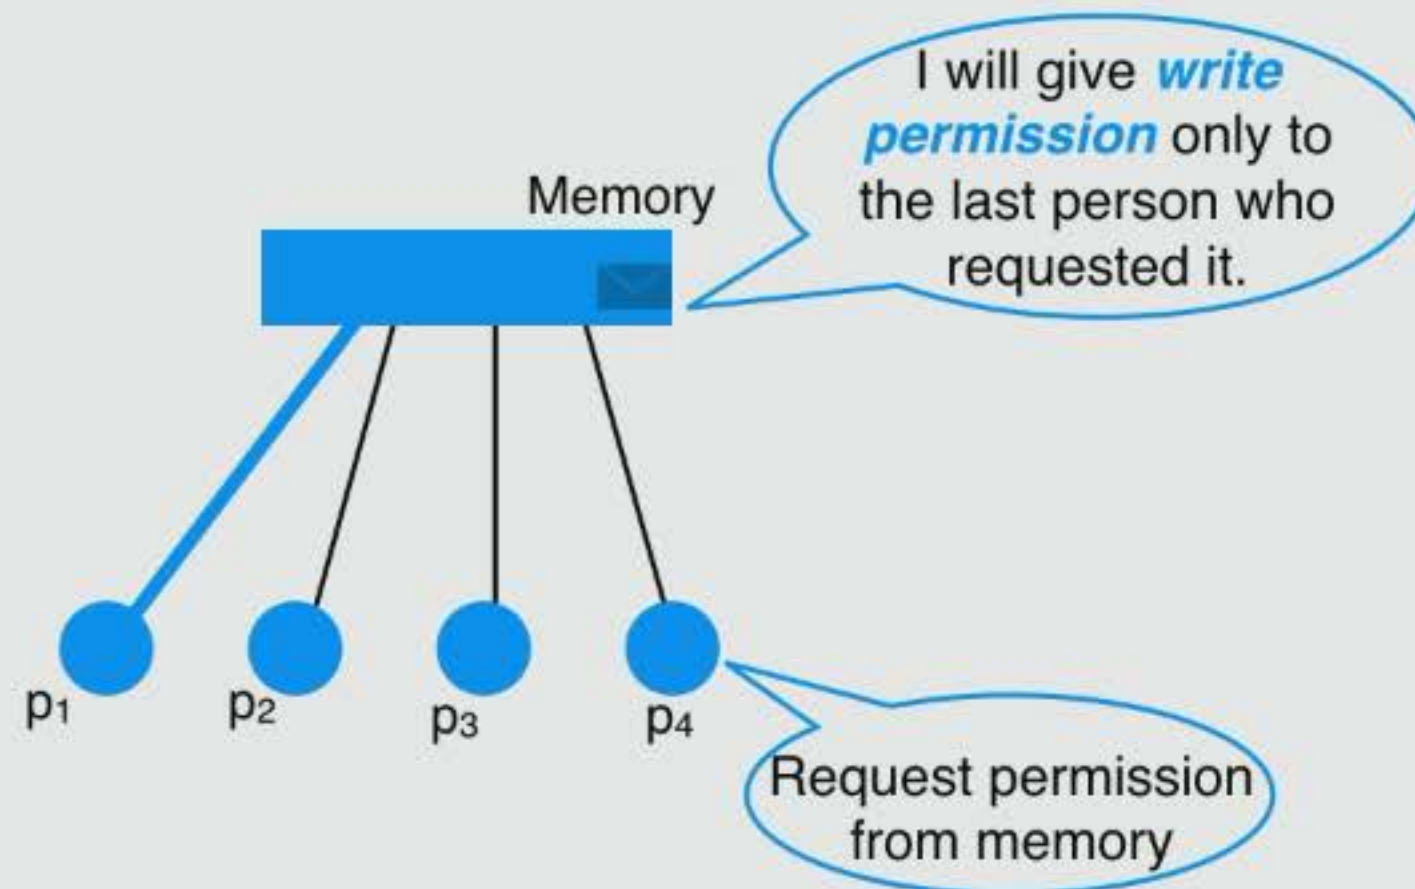 I will give write
permission only to
the last person who
requested it.
Memory
p1
p2
p3
p4
Request permission
from memory